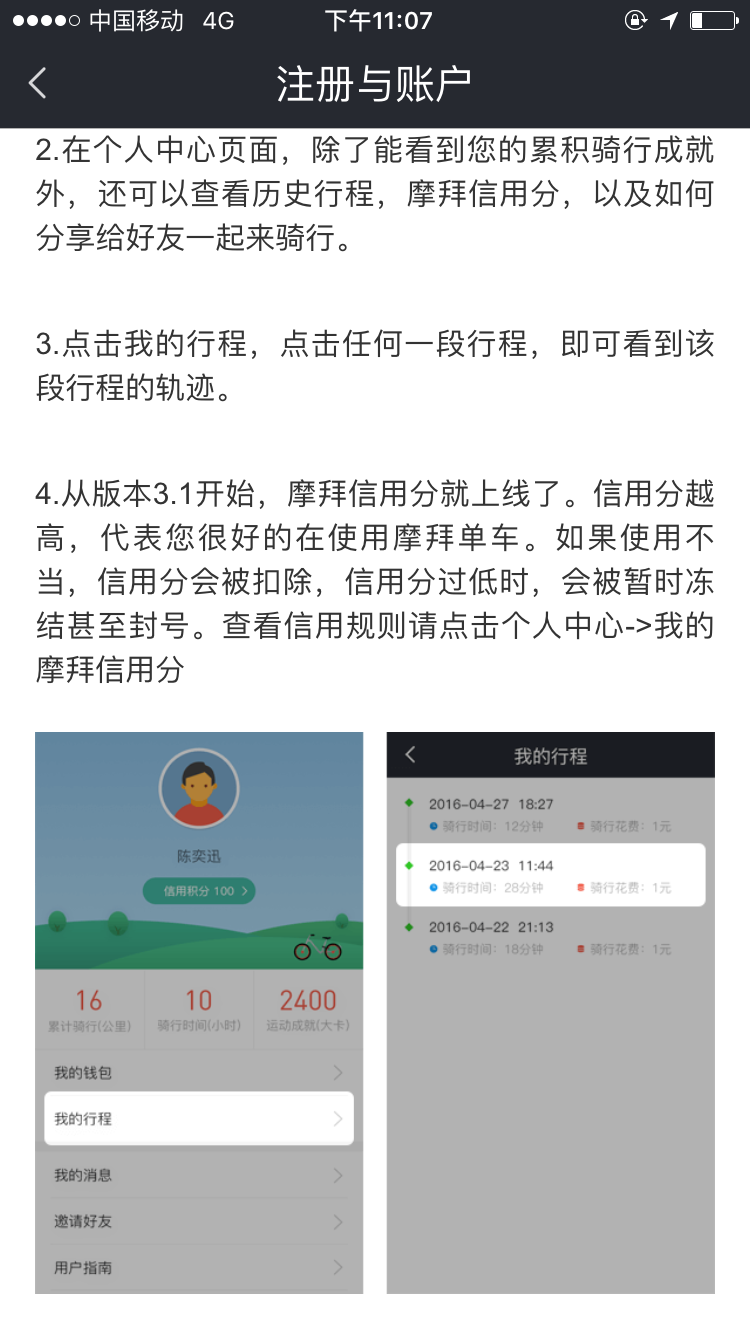 中国移动 4G 下午11:07
注册与账户
2.在个人中心页面，除了能看到您的累积骑行成就
外，还可以查看历史行程，摩拜信用分，以及如何
分享给好友一起来骑行。
3.点击我的行程，点击任何一段行程，即可看到该
段行程的轨迹。
4.从版本3.1开始，摩拜信用分就上线了。信用分越
高，代表您很好的在使用摩拜单车。如果使用不
当，信用分会被扣除，信用分过低时，会被暂时冻
结甚至封号。查看信用规则请点击个人中心->我的
摩拜信用分
陈奕迅
信用积分 100
16 10 2400
累计骑行(公里) 骑行时间(小时) 运动成就(大卡)
我的钱包
我的行程
我的消息
邀请好友
用户指南
我的行程
2016-04-27 18:27
骑行时间：12分钟 骑行花费：1元
2016-04-23 11:44
骑行时间：28分钟 骑行花费：1元
2016-04-22 21:13
骑行时间：18分钟 骑行花费：1元